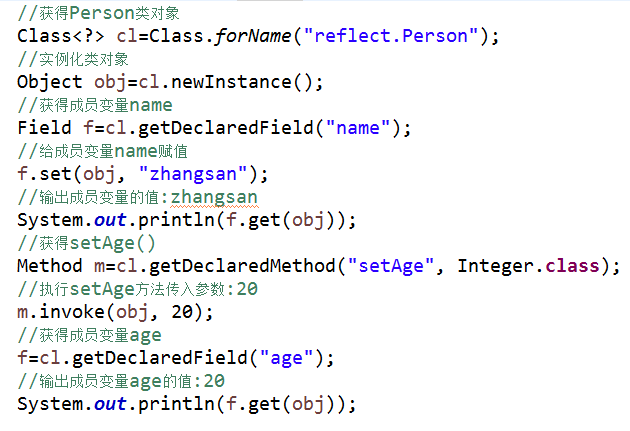 //获得Person类对象
Class<?> cl=Class.forName("reflect.Person");
//实例化类对象
Object obj=cl.newInstance();
//获得成员变量name
Field f=cl.getDeclaredField("name");
//给成员变量name赋值
f.set(obj, "zhangsan");
//输出成员变量的值:zhangsan
System.out.println(f.get(obj));
//获得setAge()
Method m=cl.getDeclaredMethod("setAge", Integer.class);
//执行setAge方法传入参数:20
m.invoke(obj, 20);
//获得成员变量age
f=cl.getDeclaredField("age");
//输出成员变量age的值:20
System.out.println(f.get(obj));